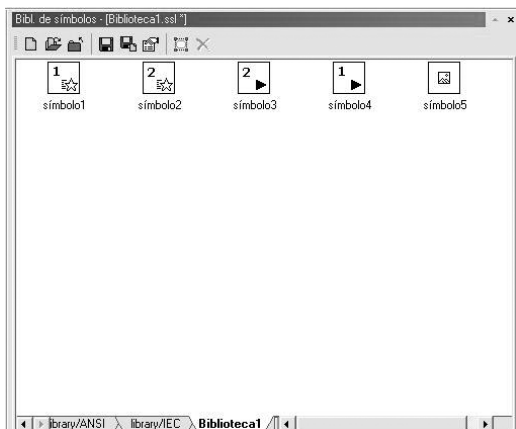 Bibl. de símbolos - [Biblioteca1.ssl *]
1 2 2 1
símbolo1 símbolo2 símbolo3 símbolo4 símbolo5
library/ANSI library/IEC Biblioteca1